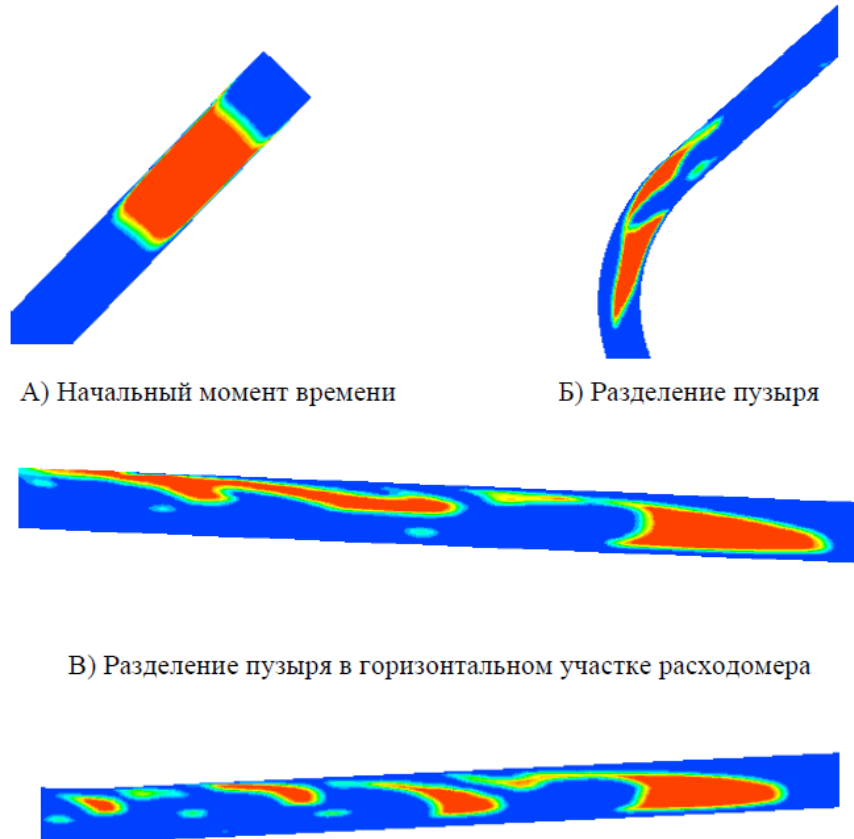 А) Начальный момент времени
Б) Разделение пузыря
В) Разделение пузыря в горизонтальном участке расходомера